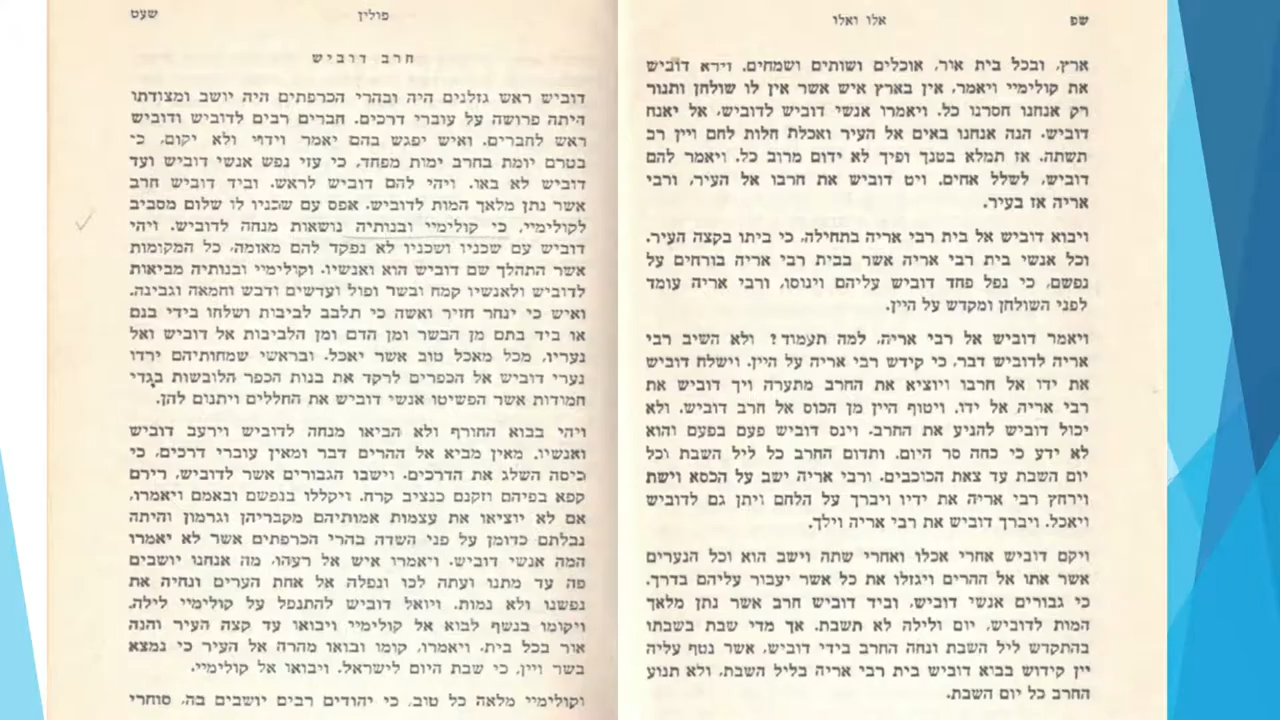 פולין שעט
חרב דוביש
דוביש ראש גזלנים היה ובהרי הכרפתים היה יושב ומצודתו
היתה פרושה על עוברי דרכים. חברים רבים לדוביש ודוביש
ראש לחברים. ואיש יפגש בהם יאמר וידוי ולא יקום, כי
בטרם יומת בחרב ימות מפחד, כי עזי נפש אנשי דוביש ועד
דוביש לא באו. ויהי להם דוביש לראש. וביד דוביש חרב
אשר נתן מלאך המות לדוביש. אפס עם שכניו לו שלום מסביב
לקולימיי, כי קולימיי ובנותיה נושאות מנחה לדוביש. ויהי
דוביש עם שכניו ושכניו לא נפקד להם מאומה, כל המקומות
אשר התהלך שם דוביש הוא ואנשיו. וקולימיי ובנותיה מביאות
לדוביש ולאנשיו קמח ובשר ופול ועדשים ודבש וחמאה וגבינה.
ואיש כי ינחר חזיר ואשה כי תלבב לביבות ושלחו בידי בנם
או ביד בתם מן הבשר ומן הדם ומן הלביבות אל דוביש ואל
נעריו, מכל מאכל טוב אשר יאכל. ובראשי שמחותיהם ירדו
נערי דוביש אל הכפרים לרקד את בנות הכפר הלובשות בגדי
חמודות אשר הפשיטו אנשי דוביש את החללים ויתנום להן.
ויהי בבוא החורף ולא הביאו מנחה לדוביש וירעב דוביש
ואנשיו. מאין מביא אל ההרים דבר ומאין עוברי דרכים, כי
כיסה השלג את הדרכים. וישבו הגבורים אשר לדוביש, רירם
קפא בפיהם וזקנם כנציב קרח. ויקללו בנפשם ובאמם ויאמרו,
אם לא יוציאו את עצמות אמותיהם מקבריהן וגרמון והיתה
נבלתם כדומן על פני השדה בהרי הכרפתים אשר לא יאמרו
המה אנשי דוביש. ויאמרו איש אל רעהו, מה אנחנו יושבים
פה עד מתנו ועתה לכו ונפלה אל אחת הערים ונחיה את
נפשנו ולא נמות. ויואל דוביש להתנפל על קולימיי לילה.
ויקומו בנשף לבוא אל קולימיי ויבואו עד קצה העיר והנה
אור בכל בית. ויאמרו, קומו ובואו מהרה אל העיר כי נמצא
בשר ויין, כי שבת היום לישראל. ויבואו אל קולימיי.
וקולימיי מלאה כל טוב, כי יהודים רבים יושבים בה, סוחרי
שפ אלו ואלו
ארץ, ובכל בית אור, אוכלים ושותים ושמחים. וירא דוביש
את קולימיי ויאמר, אין בארץ איש אשר אין לו שולחן ותנור
רק אנחנו חסרנו כל. ויאמרו אנשי דוביש לדוביש, אל יאנח
דוביש. הנה אנחנו באים אל העיר ואכלת חלות לחם ויין רב
תשתה. אז תמלא בטנך ופיך לא ידום מרוב כל. ויאמר להם
דוביש, לשלל אחים. ויט דוביש את חרבו אל העיר, ורבי
אריה אז בעיר.
ויבוא דוביש אל בית רבי אריה בתחילה, כי ביתו בקצה העיר.
וכל אנשי בית רבי אריה אשר בבית רבי אריה בורחים על
נפשם, כי נפל פחד דוביש עליהם וינוסו, ורבי אריה עומד
לפני השולחן ומקדש על היין.
ויאמר דוביש אל רבי אריה, למה תעמוד? ולא השיב רבי
אריה לדוביש דבר, כי קידש רבי אריה על היין. וישלח דוביש
את ידו אל חרבו ויוציא את החרב מתערה ויך דוביש את
רבי אריה אל ידו. ויטוף היין מן הכוס אל חרב דוביש. ולא
יכול דוביש להניע את החרב. וינס דוביש פעם בפעם והוא
לא ידע כי כחה סר היום. ותדום החרב כל ליל השבת וכל
יום השבת עד צאת הכוכבים. ורבי אריה ישב על הכסא וישת
וירחץ רבי אריה את ידיו ויברך על הלחם ויתן גם לדוביש
ויאכל. ויברך דוביש את רבי אריה וילך.
ויקם דוביש אחרי אכלו ואחרי שתה וישב הוא וכל הנערים
אשר אתו אל ההרים ויגזלו את כל אשר יעבור עליהם בדרך.
כי גבורים אנשי דוביש, וביד דוביש חרב אשר נתן מלאך
המות לדוביש, יום ולילה לא תשבת. אך מדי שבת בשבתו
בהתקדש ליל השבת ונחה החרב בידי דוביש, אשר נטף עליה
יין קידוש בבוא דוביש בית רבי אריה בליל השבת, ולא תנוע
החרב כל יום השבת.